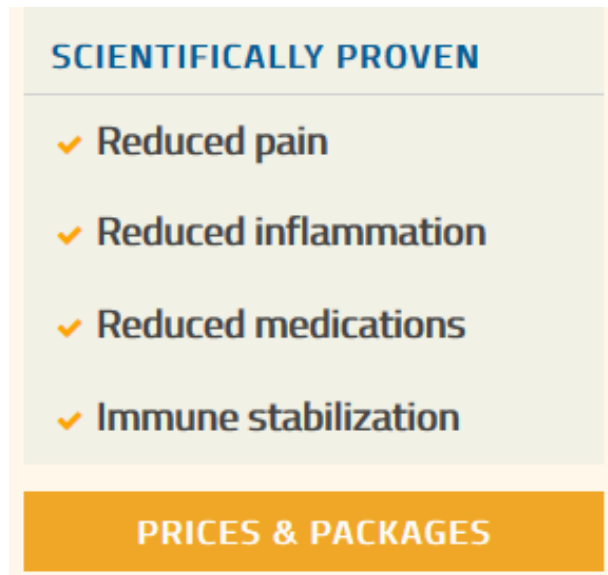 SCIENTIFICALLY PROVEN
Reduced pain
Reduced inflammation
Reduced medications
Immune stabilization
PRICES & PACKAGES